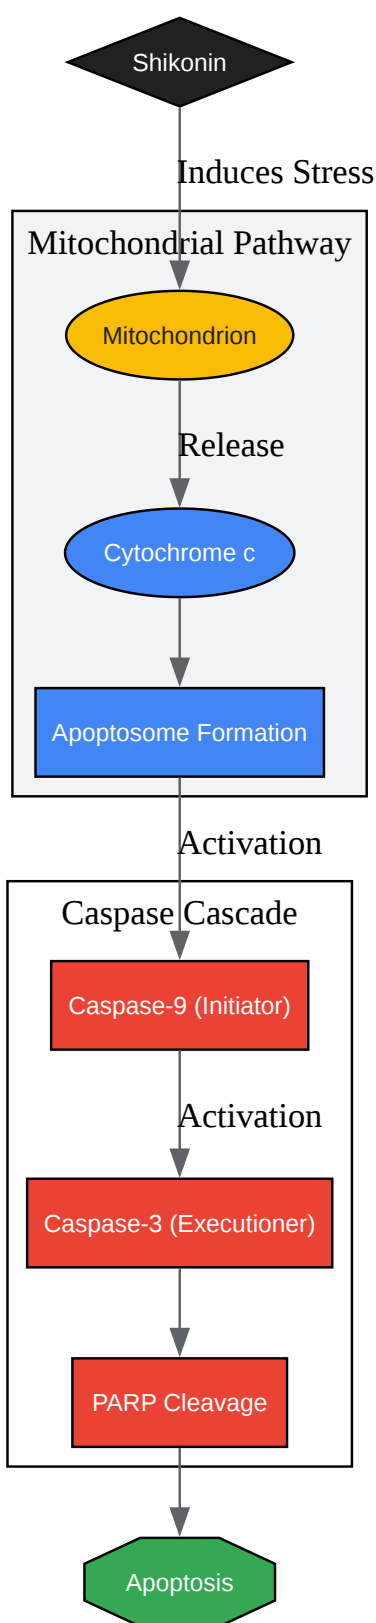 Shikonin
Induces Stress
Mitochondrial Pathway
Mitochondrion
Release
Cytochrome c
Apoptosome Formation
Activation
Caspase Cascade
Caspase-9 (Initiator)
Activation
Caspase-3 (Executioner)
PARP Cleavage
Apoptosis